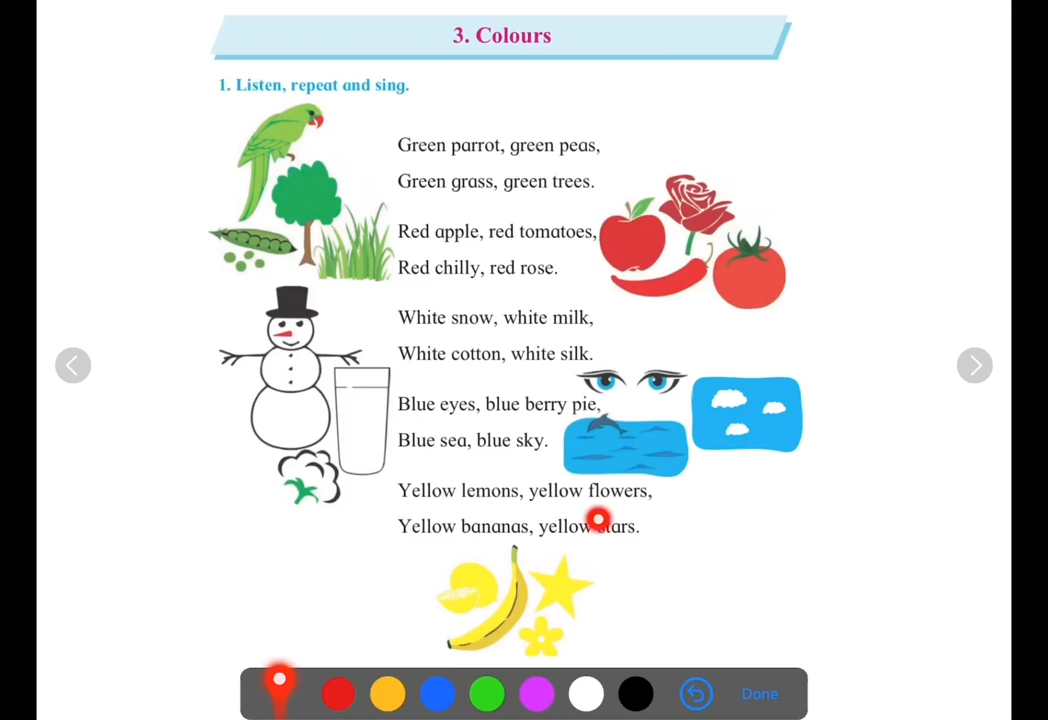 3. Colours
1. Listen, repeat and sing.
Green parrot, green peas,
Green grass, green trees.
Red apple, red tomatoes,
Red chilly, red rose.
White snow, white milk,
White cotton, white silk.
Blue eyes, blue berry pie,
Blue sea, blue sky.
Yellow lemons, yellow flowers,
Yellow bananas, yellow stars.
Done